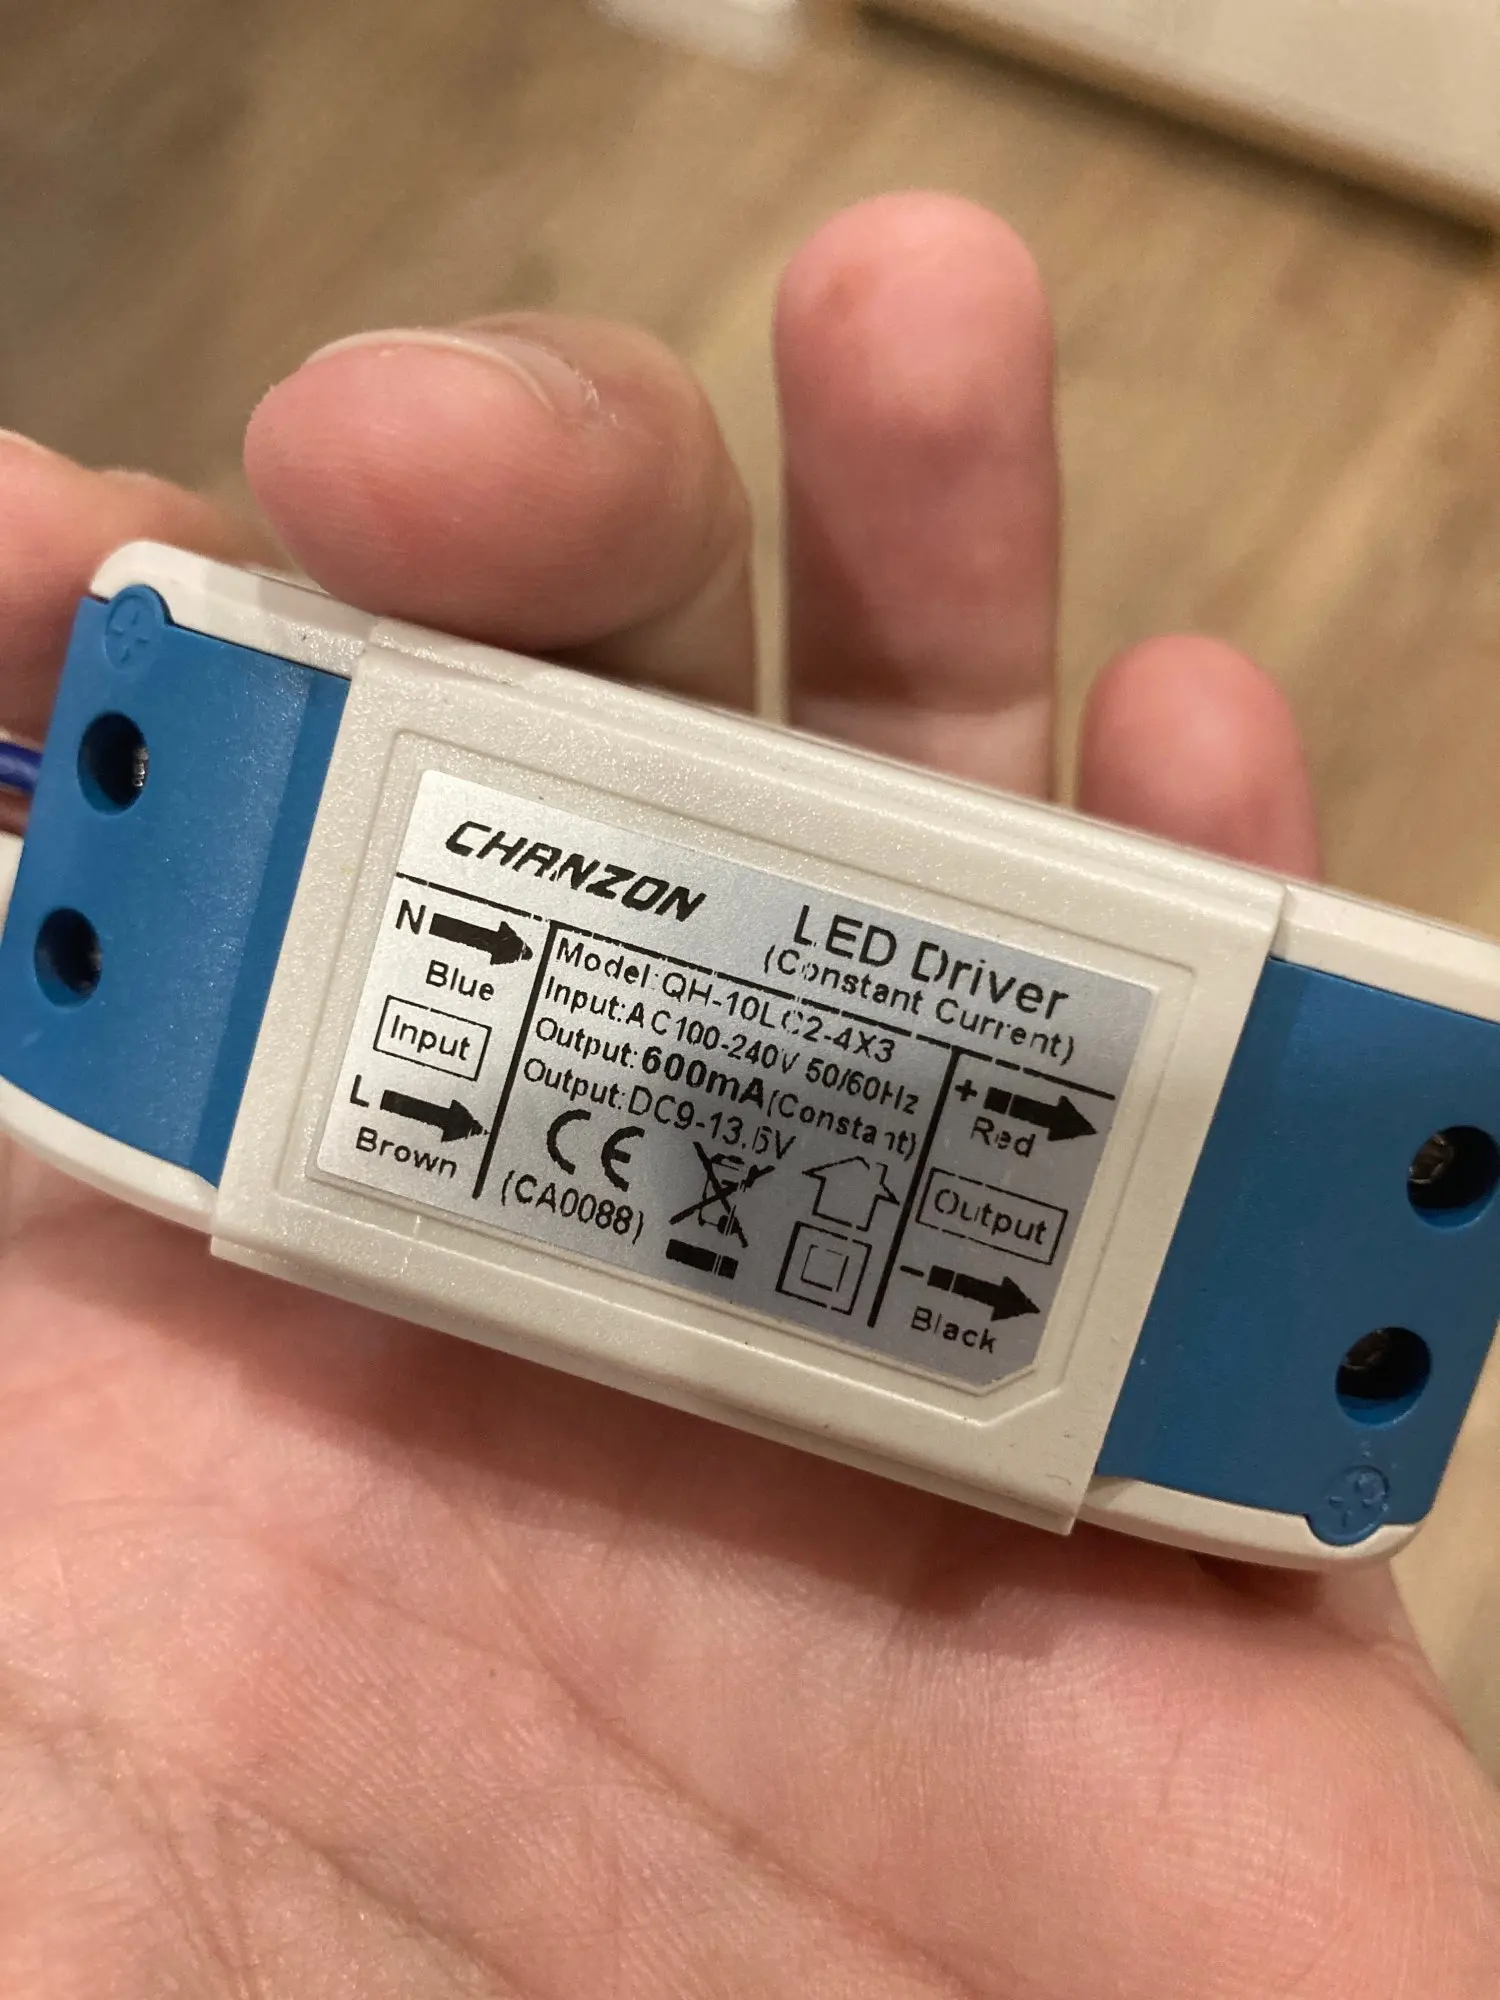 CHANZON
LED Driver
(Constant Current)
N
Blue
Input
L
Brown
Model:QH-10LC2-4X3
Input:AC100-240V 50/60Hz
Output:600mA(Constant)
Output:DC9-13.5V
CE
(CA0088)
+
Red
Output
-
Black